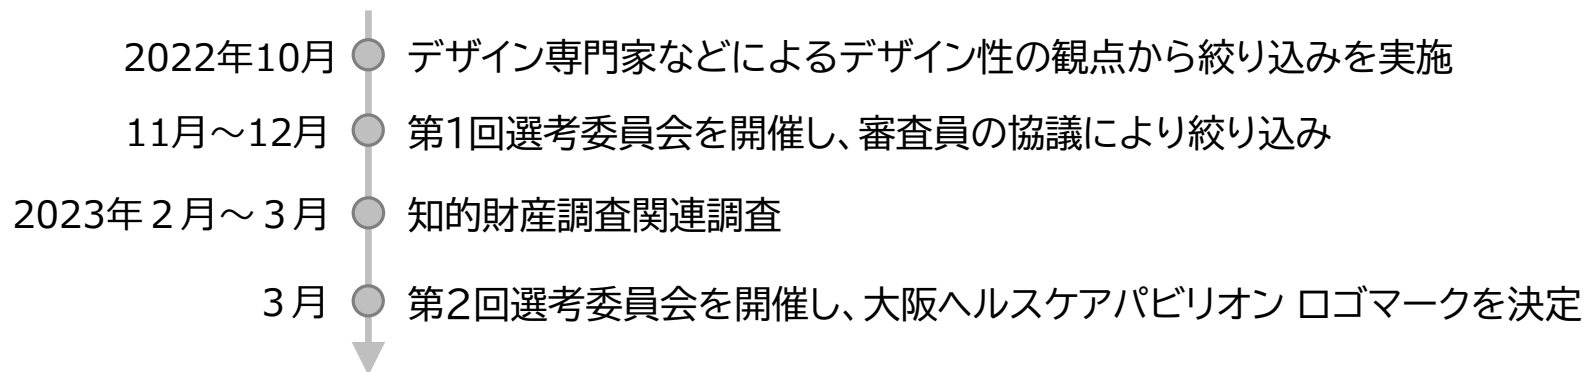 2022年10月 デザイン専門家などによるデザイン性の観点から絞り込みを実施
11月～12月 第1回選考委員会を開催し、審査員の協議により絞り込み
2023年２月～３月 知的財産調査関連調査
３月 第2回選考委員会を開催し、大阪ヘルスケアパビリオン ロゴマークを決定